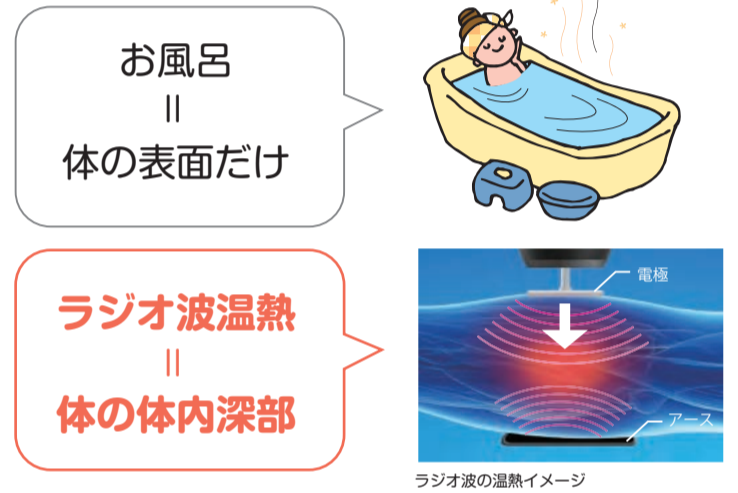 お風呂
=
体の表面だけ
ラジオ波温熱
=
体の体内深部
電極
アース
ラジオ波の温熱イメージ